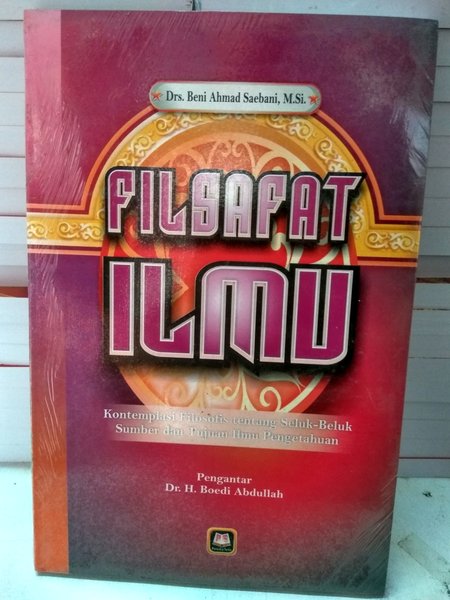 Drs. Beni Ahmad Saebani, M.Si.
FILSAFAT
ILMU
Kontemplasi Filosofis tentang Seluk-Beluk
Sumber dan Tujuan Ilmu Pengetahuan
Pengantar
Dr. H. Boedi Abdullah